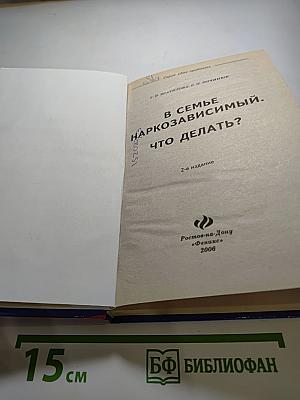 В СЕМЬЕ
НАРКОЗАВИСИМЫЙ.
ЧТО ДЕЛАТЬ?
2-е издание
Ростов-на-Дону
«Феникс»
2006
15 см
БФ БИБЛИОФАН